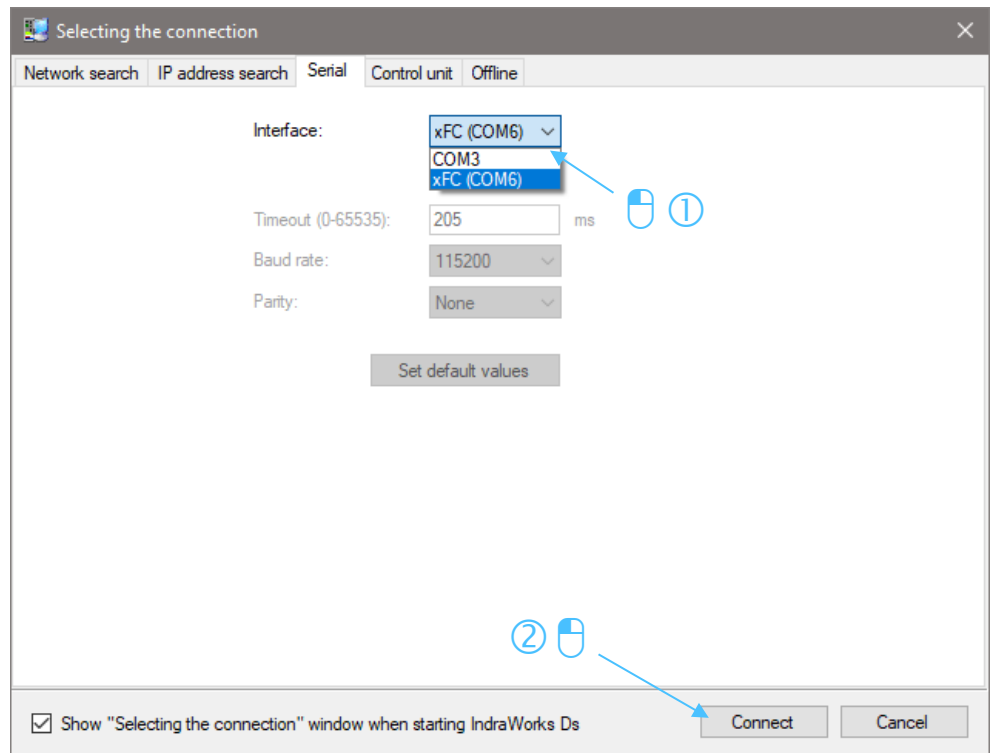 Selecting the connection
Network search IP address search Serial Control unit Offline
Interface: xFC (COM6)
COM3
xFC (COM6)
①
Timeout (0-65535): 205 ms
Baud rate: 115200
Parity: None
Set default values
②
Show "Selecting the connection" window when starting IndraWorks Ds Connect Cancel